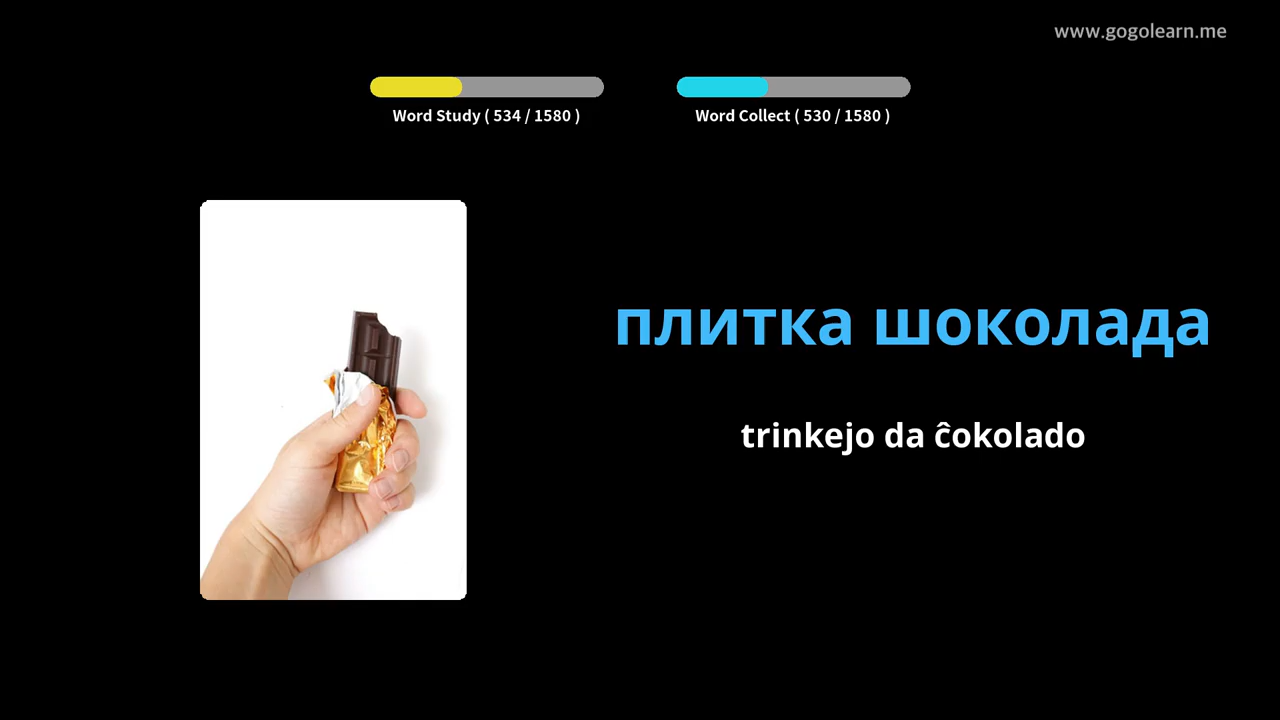 www.gogolearn.me
Word Study ( 534 / 1580 )
Word Collect ( 530 / 1580 )
плитка шоколада
trinkejo da ĉokolado